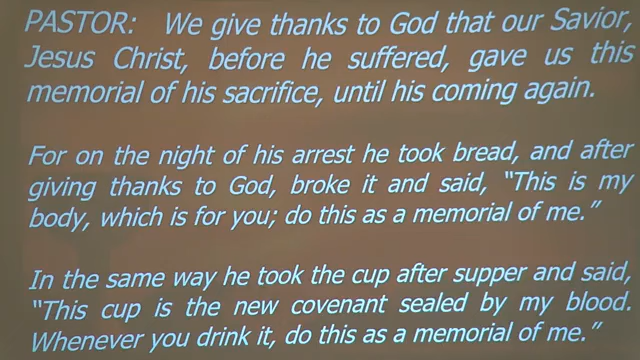 PASTOR: We give thanks to God that our Savior,
Jesus Christ, before he suffered, gave us this
memorial of his sacrifice, until his coming again.
For on the night of his arrest he took bread, and after
giving thanks to God, broke it and said, “This is my
body, which is for you; do this as a memorial of me.”
In the same way he took the cup after supper and said,
“This cup is the new covenant sealed by my blood.
Whenever you drink it, do this as a memorial of me.”